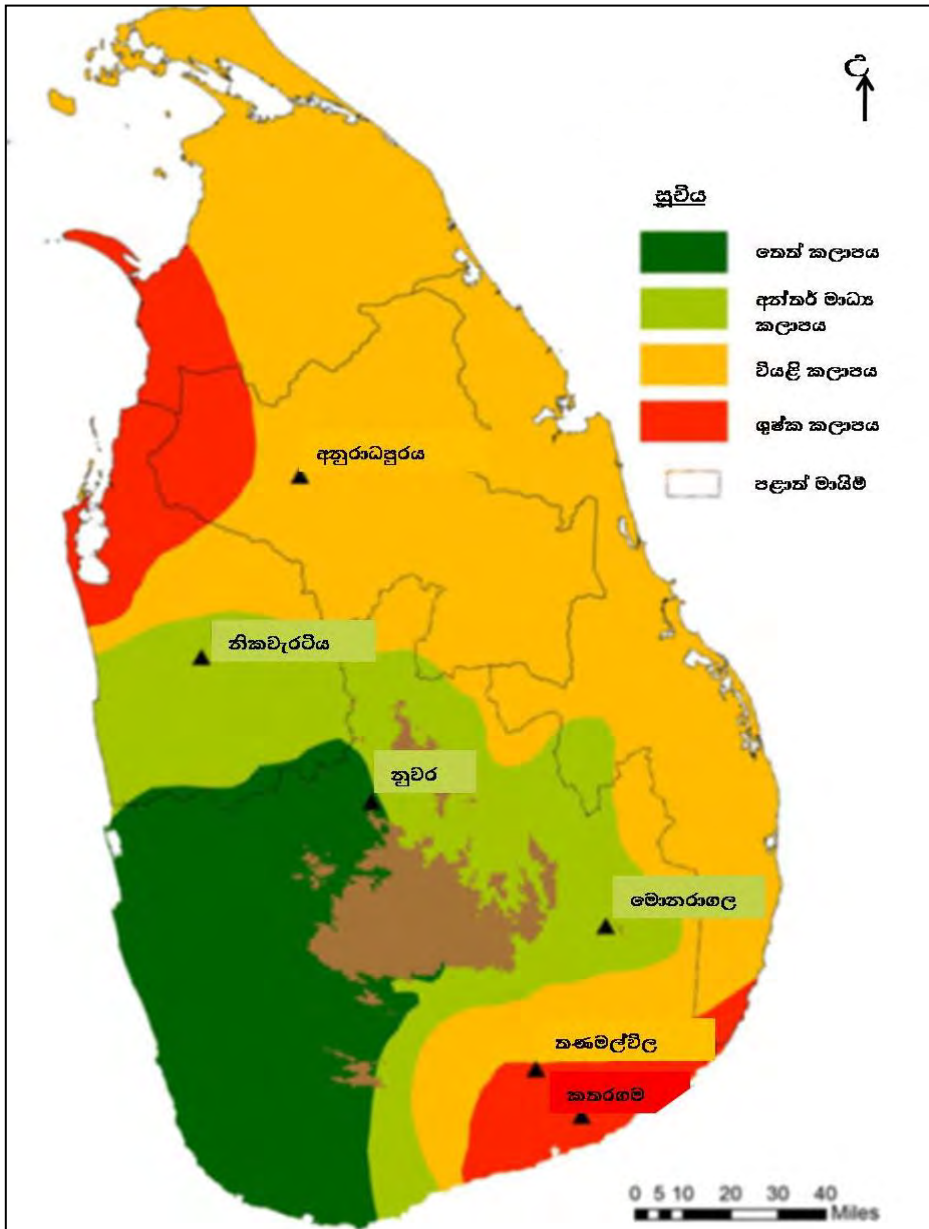 උ
සූචිය
තෙත් කලාපය
අන්තර් මාධ්‍ය
කලාපය
වියළි කලාපය
ශුෂ්ක කලාපය
පළාත් මායිම්
අනුරාධපුරය
නිකවැරටිය
නුවර
මොනරාගල
තණමල්විල
කතරගම
0 5 10 20 30 40
Miles